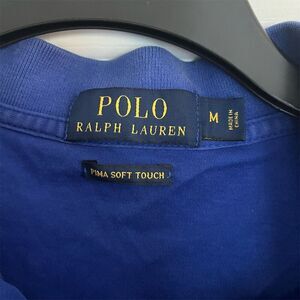 POLO
RALPH LAUREN
M
MADE IN
CHINA
PIMA SOFT TOUCH